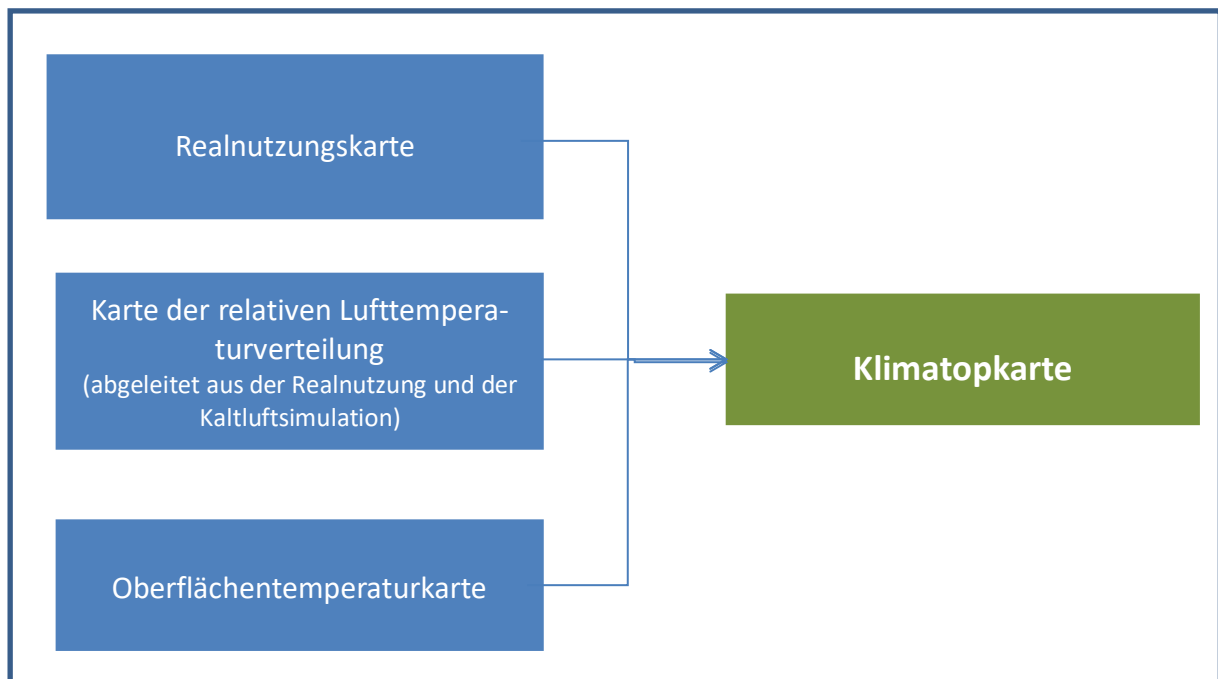 Realnutzungskarte
Karte der relativen Lufttempera-
turverteilung
(abgeleitet aus der Realnutzung und der
Kaltluftsimulation)
Klimatopkarte
Oberflächentemperaturkarte